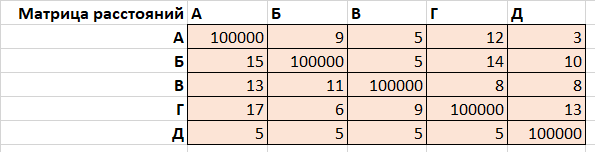 Матрица расстояний А Б В Г Д
А 100000 9 5 12 3
Б 15 100000 5 14 10
В 13 11 100000 8 8
Г 17 6 9 100000 13
Д 5 5 5 5 100000